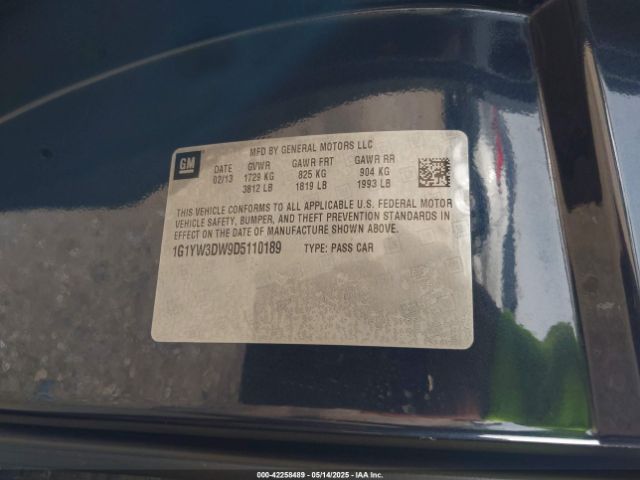 GM
MFD BY GENERAL MOTORS LLC
DATE GVWR GAWR FRT GAWR RR
02/13 1729 KG 825 KG 904 KG
3812 LB 1819 LB 1993 LB
THIS VEHICLE CONFORMS TO ALL APPLICABLE U.S. FEDERAL MOTOR
VEHICLE SAFETY, BUMPER, AND THEFT PREVENTION STANDARDS IN
EFFECT ON THE DATE OF MANUFACTURE SHOWN ABOVE.
1G1YW3DW9D5110189 TYPE: PASS CAR
000-42258489 - 05/14/2025 - IAA Inc.